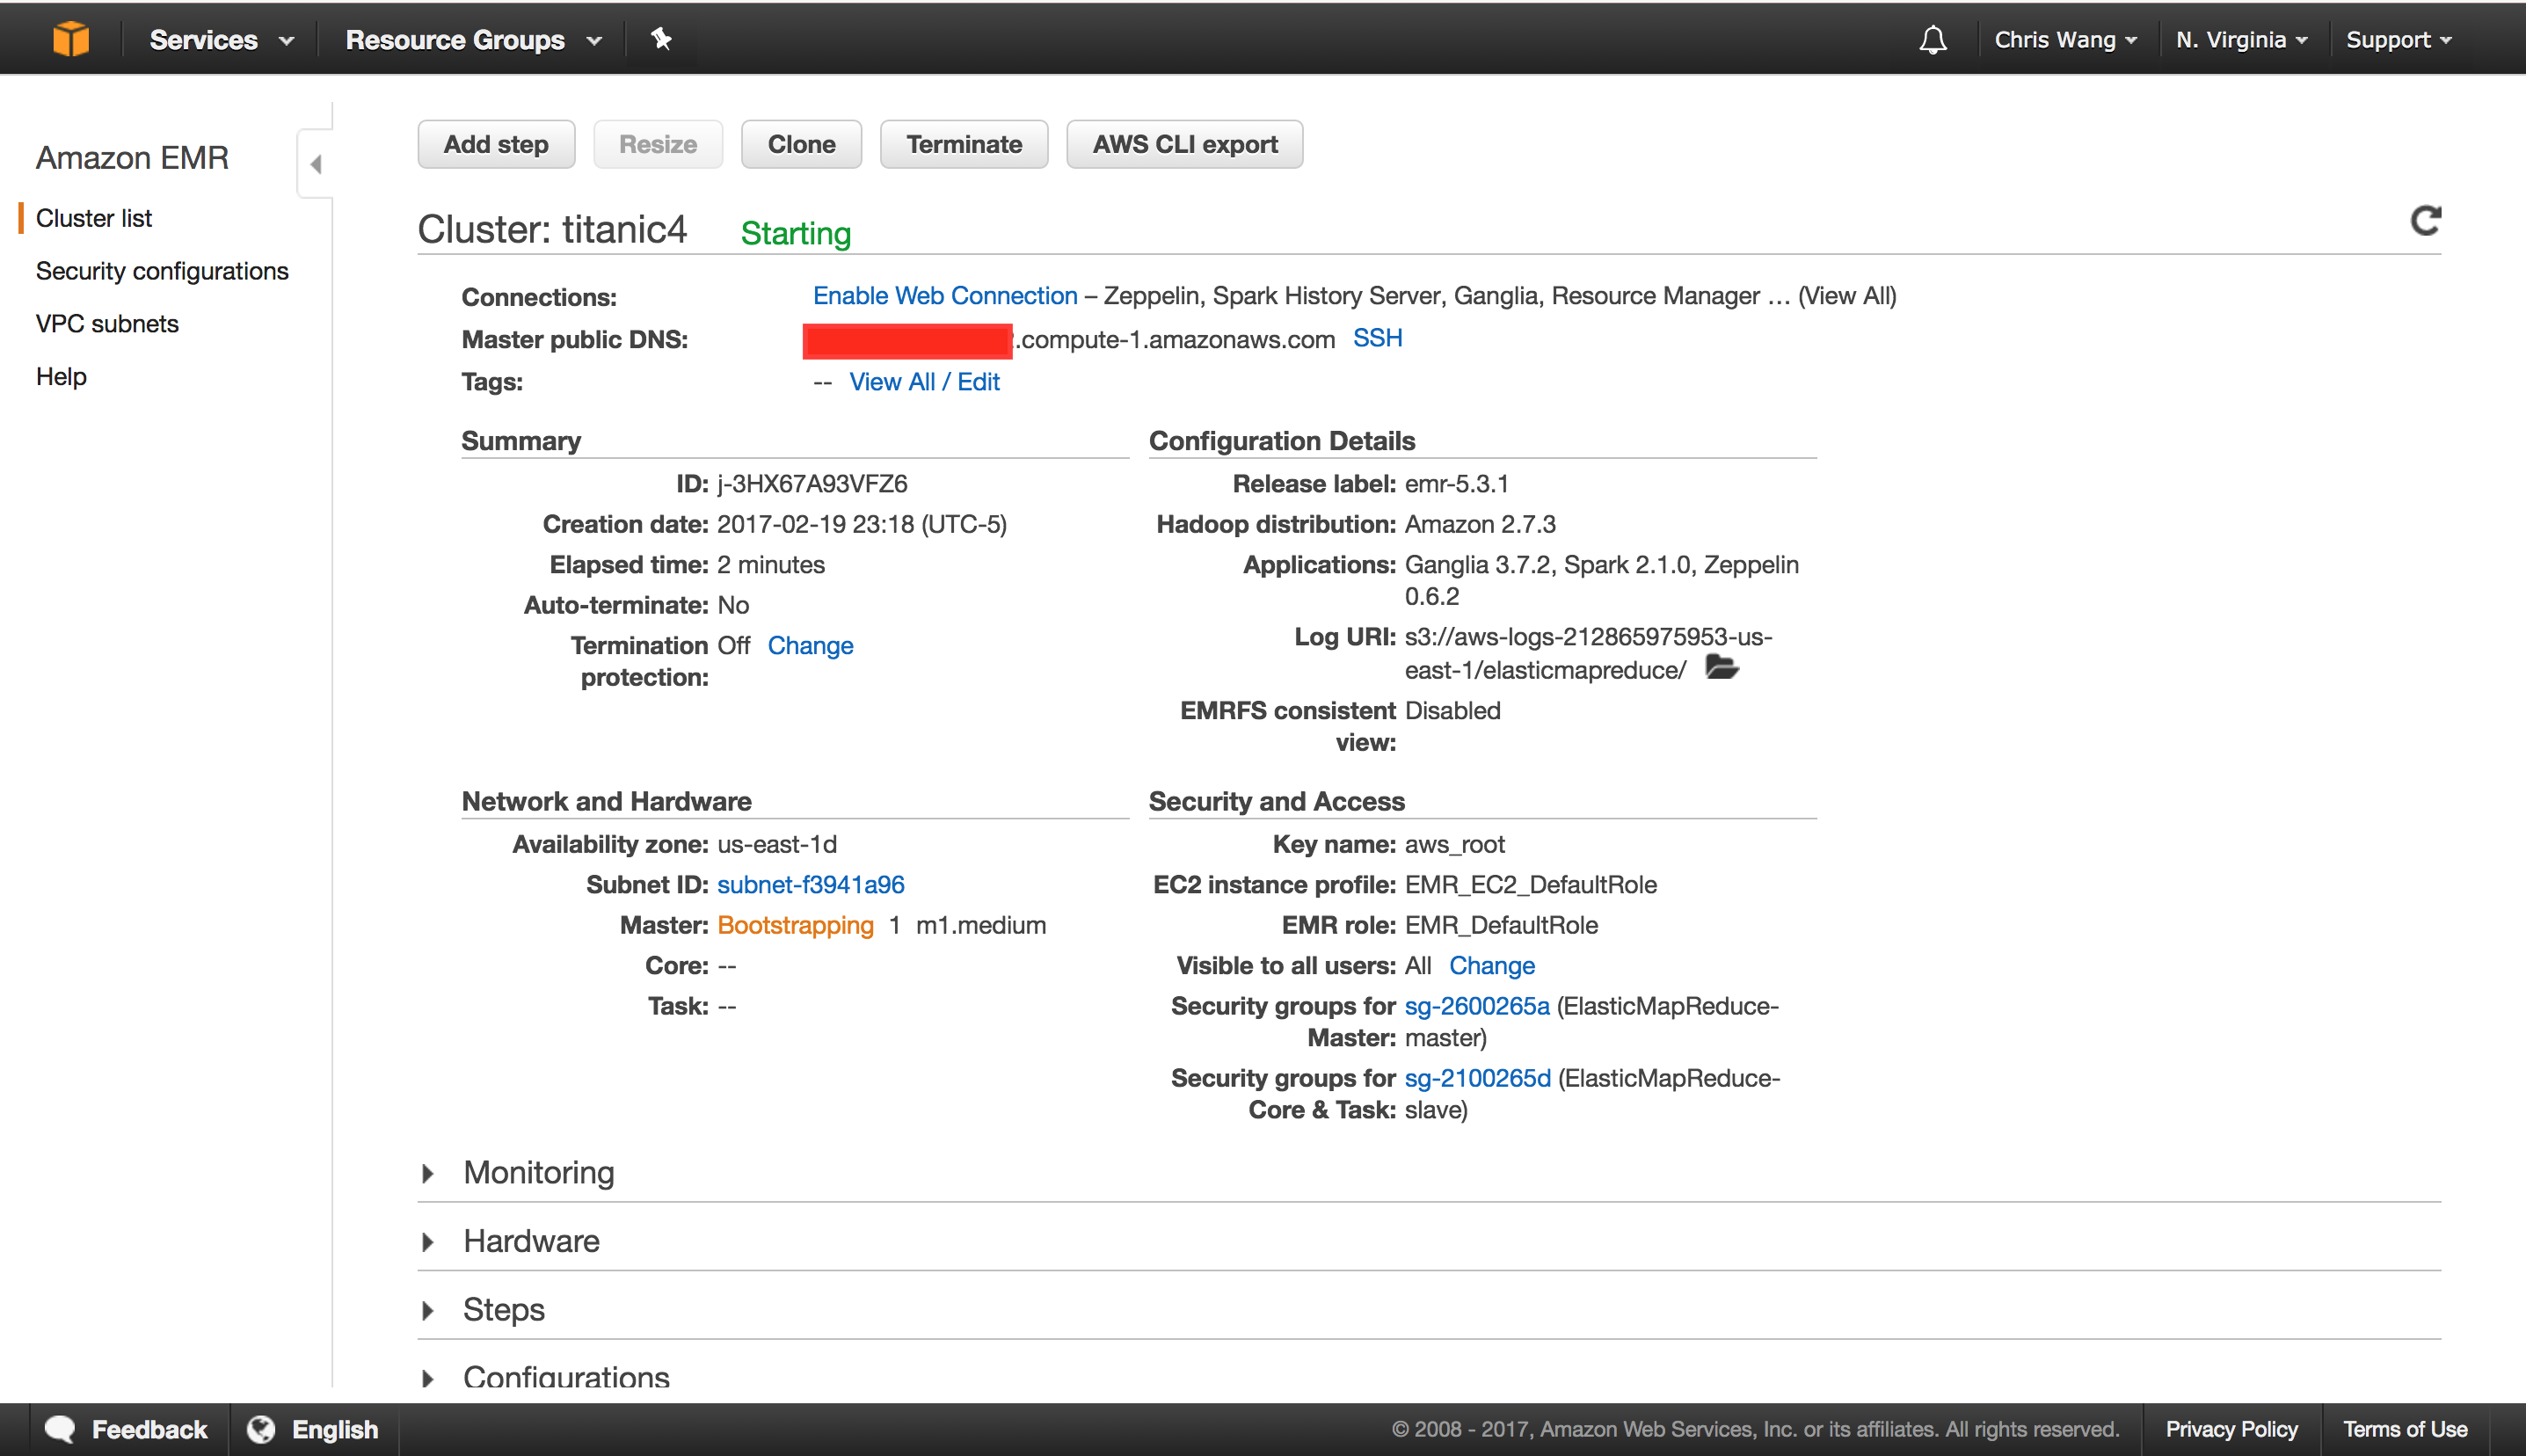 Services
Resource Groups
Chris Wang
N. Virginia
Support
Amazon EMR
Cluster list
Security configurations
VPC subnets
Help
Add step
Resize
Clone
Terminate
AWS CLI export
Cluster: titanic4 Starting
Connections: Enable Web Connection – Zeppelin, Spark History Server, Ganglia, Resource Manager … (View All)
Master public DNS: .compute-1.amazonaws.com SSH
Tags: -- View All / Edit
Summary
ID: j-3HX67A93VFZ6
Creation date: 2017-02-19 23:18 (UTC-5)
Elapsed time: 2 minutes
Auto-terminate: No
Termination Off Change
protection:
Configuration Details
Release label: emr-5.3.1
Hadoop distribution: Amazon 2.7.3
Applications: Ganglia 3.7.2, Spark 2.1.0, Zeppelin
0.6.2
Log URI: s3://aws-logs-212865975953-us-
east-1/elasticmapreduce/
EMRFS consistent Disabled
view:
Network and Hardware
Availability zone: us-east-1d
Subnet ID: subnet-f3941a96
Master: Bootstrapping 1 m1.medium
Core: --
Task: --
Security and Access
Key name: aws_root
EC2 instance profile: EMR_EC2_DefaultRole
EMR role: EMR_DefaultRole
Visible to all users: All Change
Security groups for sg-2600265a (ElasticMapReduce-
Master: master)
Security groups for sg-2100265d (ElasticMapReduce-
Core & Task: slave)
Monitoring
Hardware
Steps
Configurations
Feedback
English
© 2008 - 2017, Amazon Web Services, Inc. or its affiliates. All rights reserved.
Privacy Policy
Terms of Use